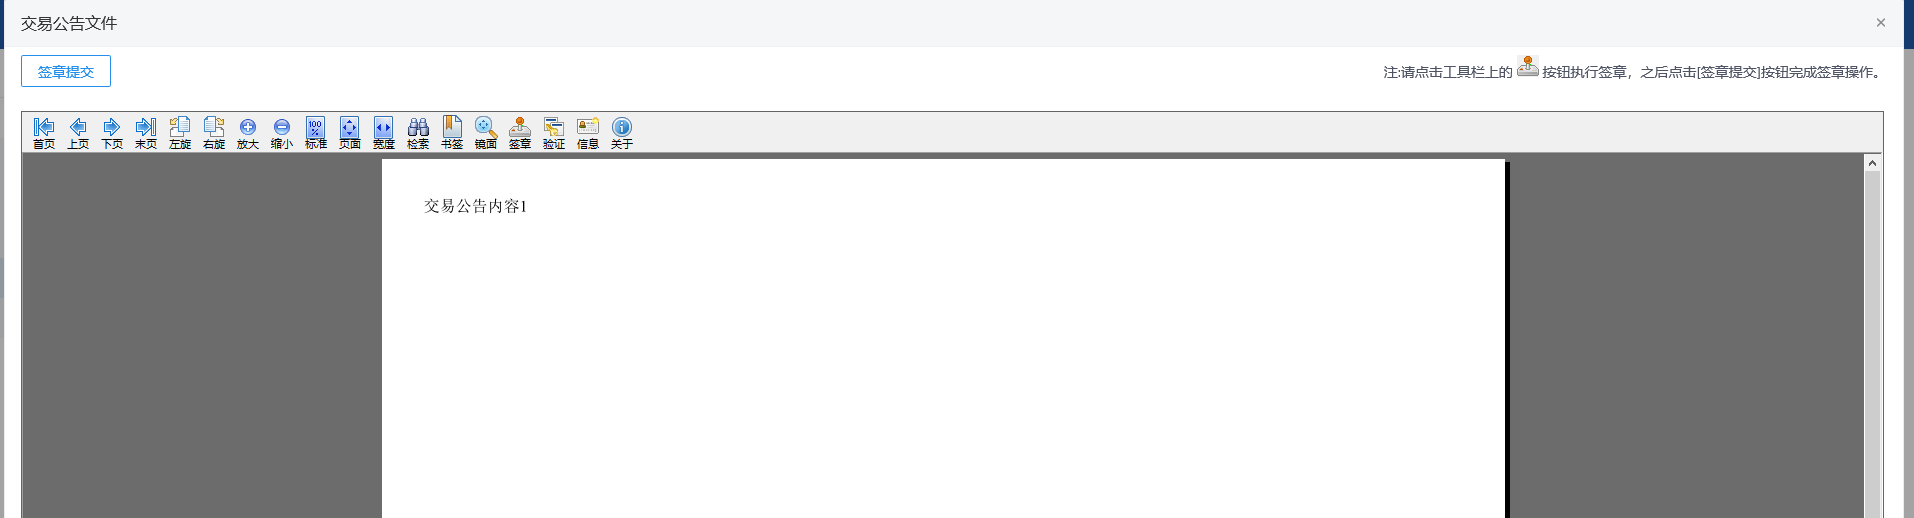 交易公告文件
×
签章提交
注:请点击工具栏上的 按钮执行签章，之后点击[签章提交]按钮完成签章操作。
首页 上页 下页 末页 左旋 右旋 放大 缩小 100% 标准 页面 宽度 检索 书签 镜面 签章 验证 信息 关于
交易公告内容1